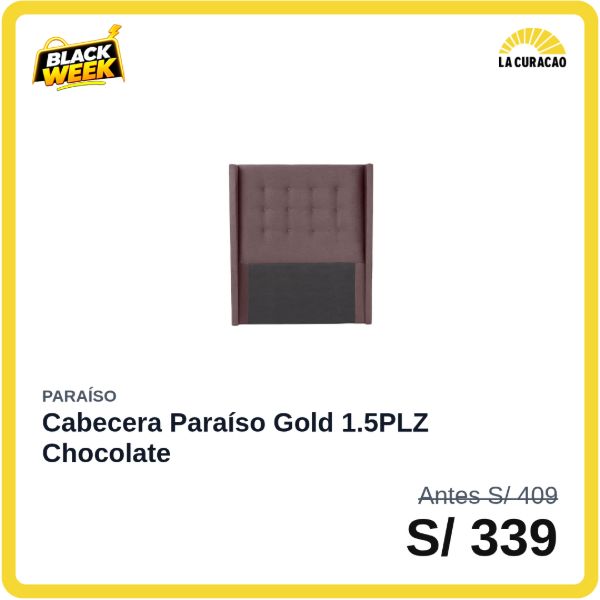 BLACK
WEEK
LA CURACAO
PARAÍSO
Cabecera Paraíso Gold 1.5PLZ
Chocolate
Antes S/ 409
S/ 339